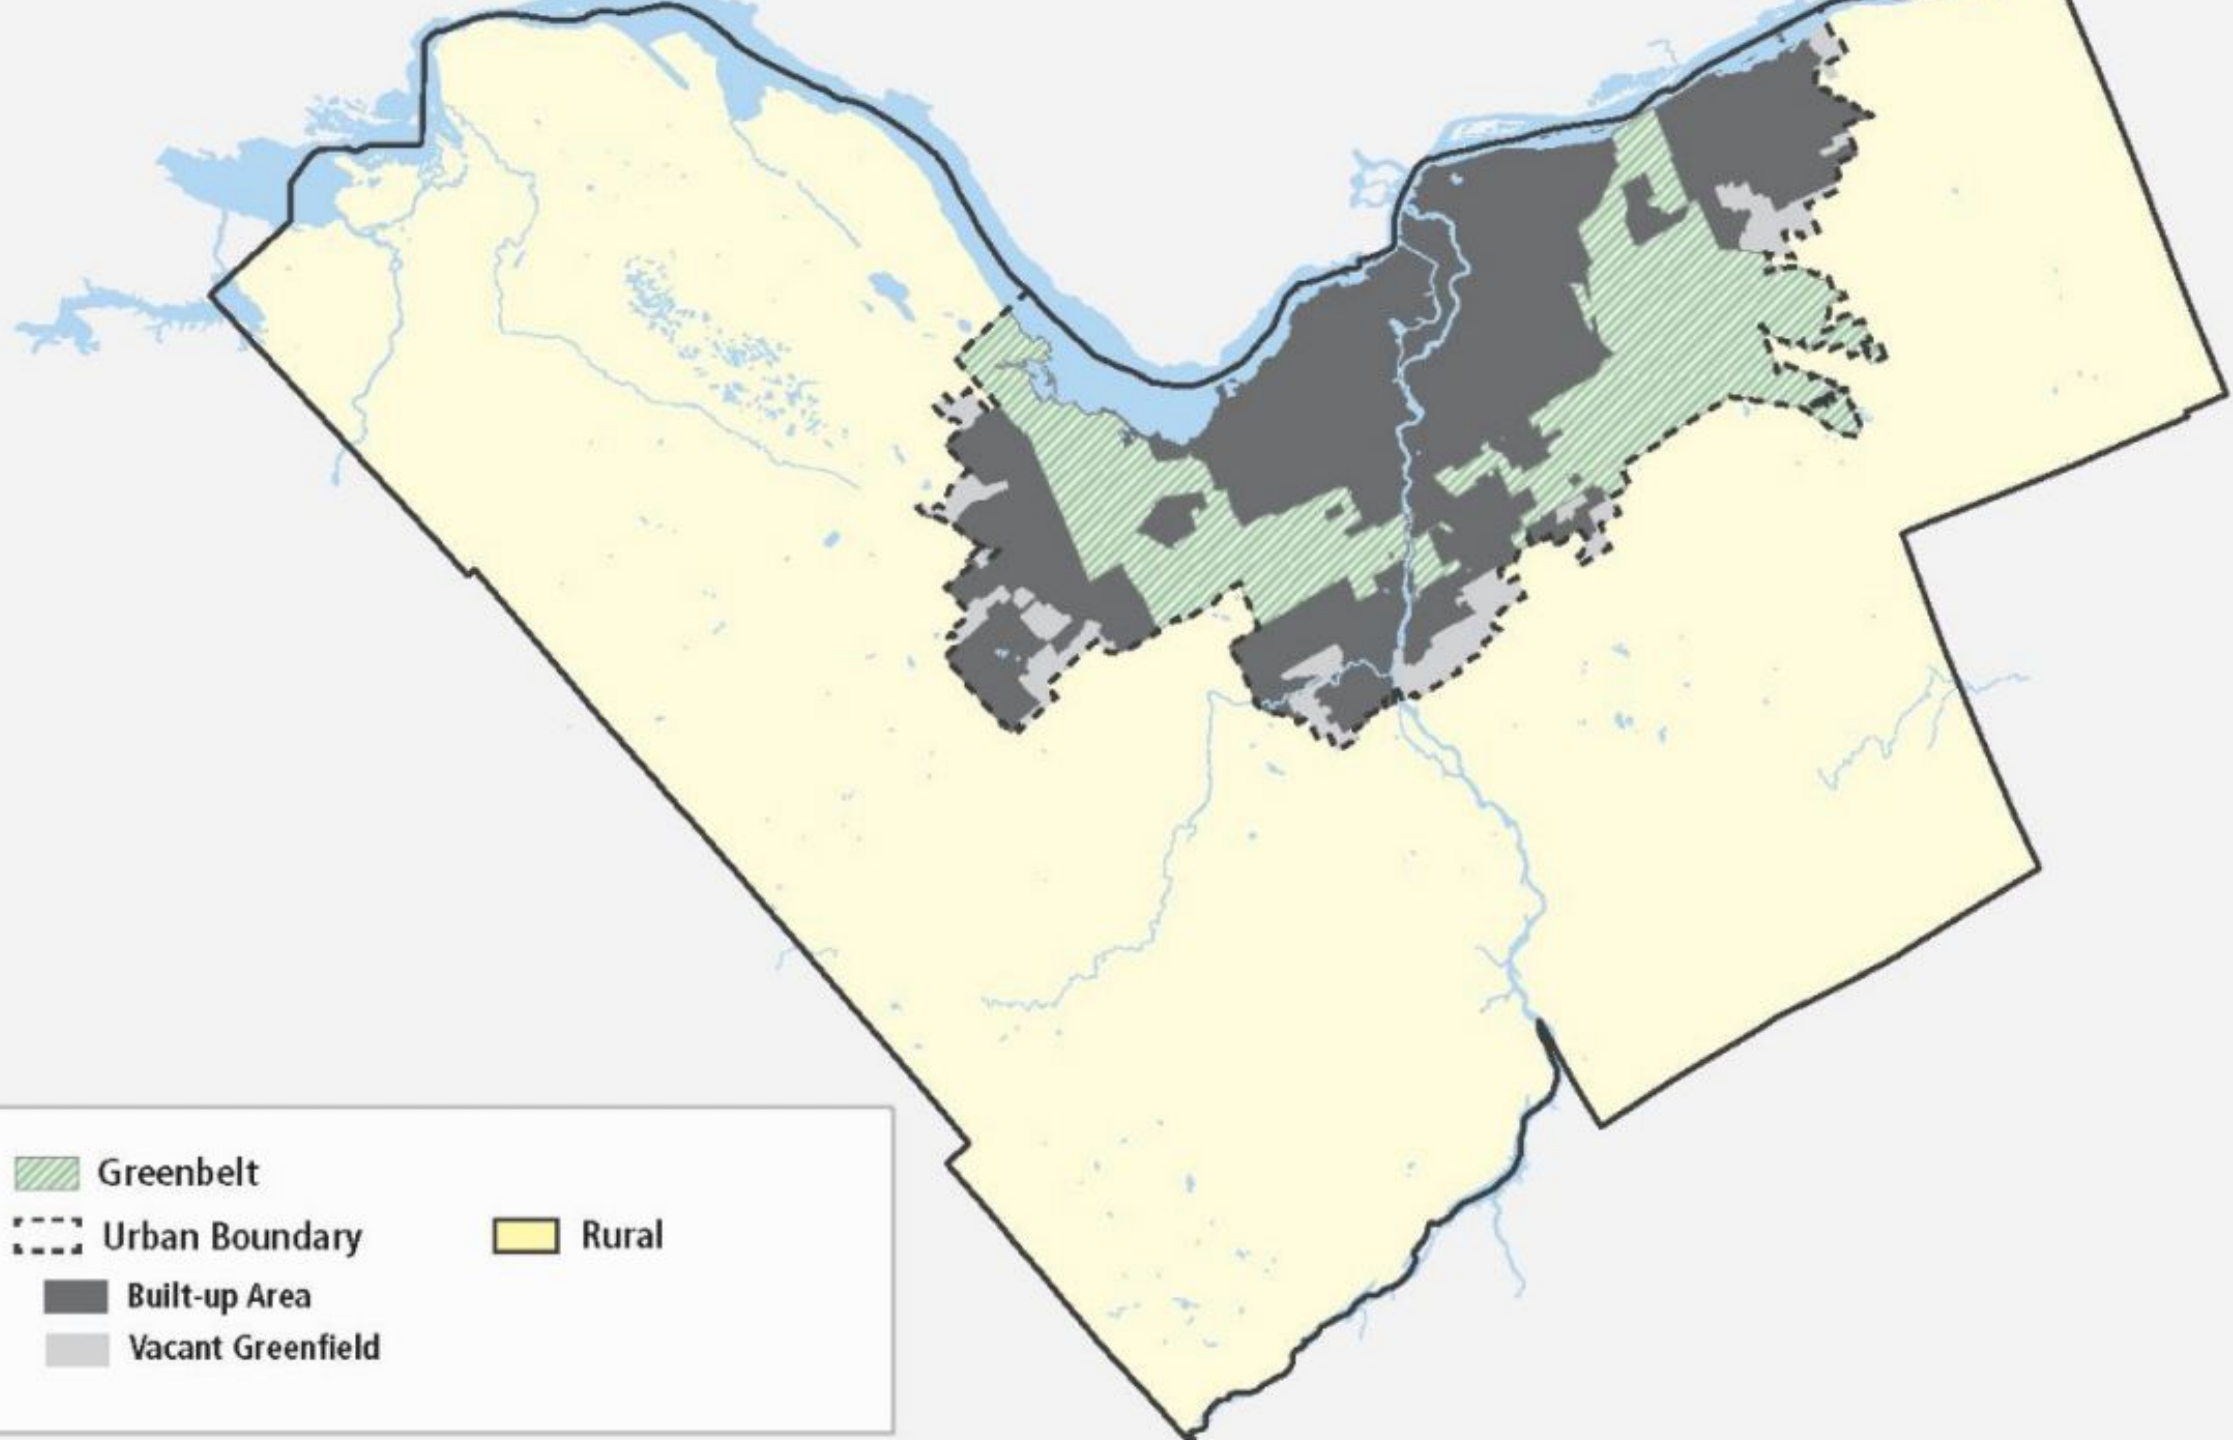 Greenbelt
Urban Boundary
Rural
Built-up Area
Vacant Greenfield